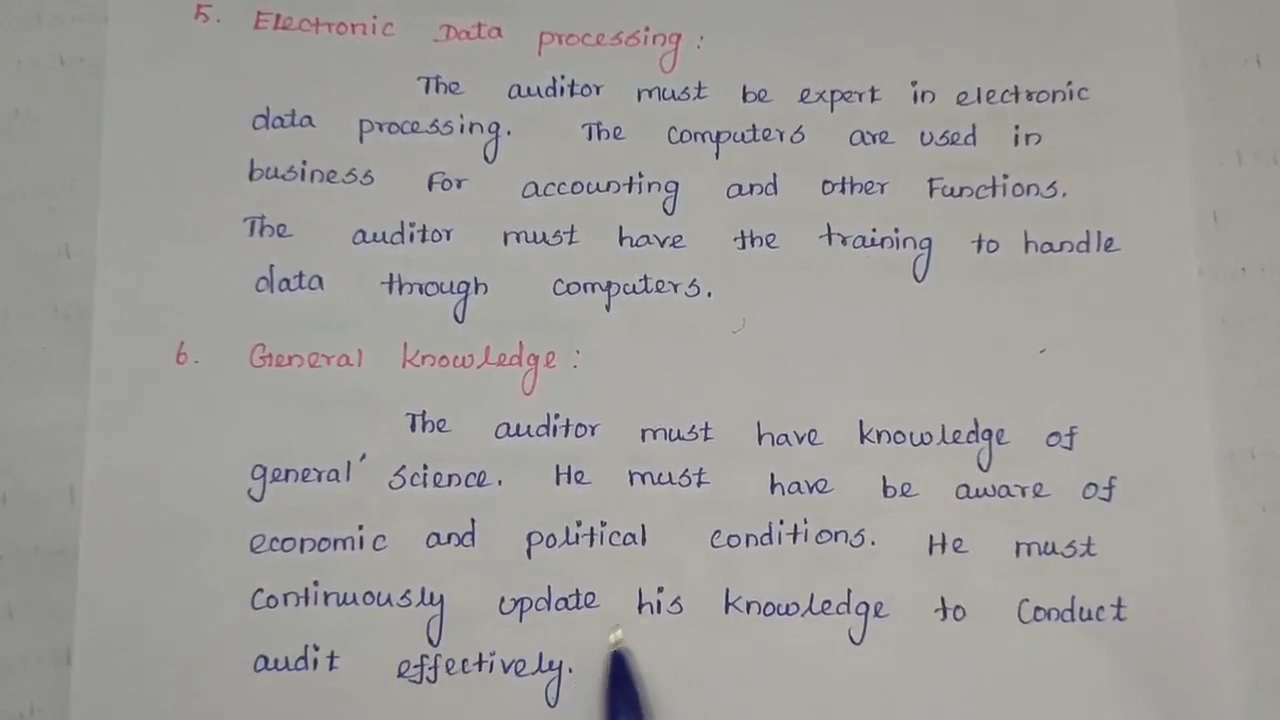 5. Electronic Data processing :
The auditor must be expert in electronic
data processing. The computers are used in
business for accounting and other Functions.
The auditor must have the training to handle
data through computers.
6. General knowledge :
The auditor must have knowledge of
general science. He must have be aware of
economic and political conditions. He must
continuously update his knowledge to conduct
audit effectively.